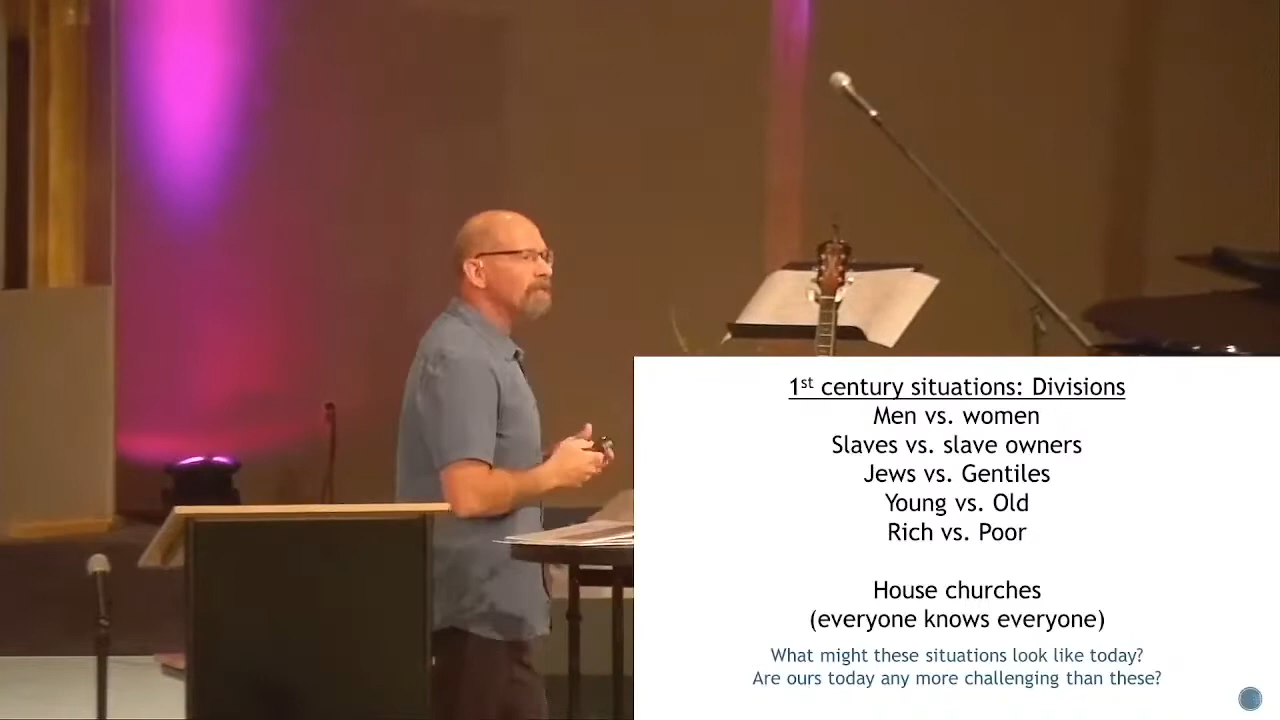 1st century situations: Divisions
Men vs. women
Slaves vs. slave owners
Jews vs. Gentiles
Young vs. Old
Rich vs. Poor
House churches
(everyone knows everyone)
What might these situations look like today?
Are ours today any more challenging than these?